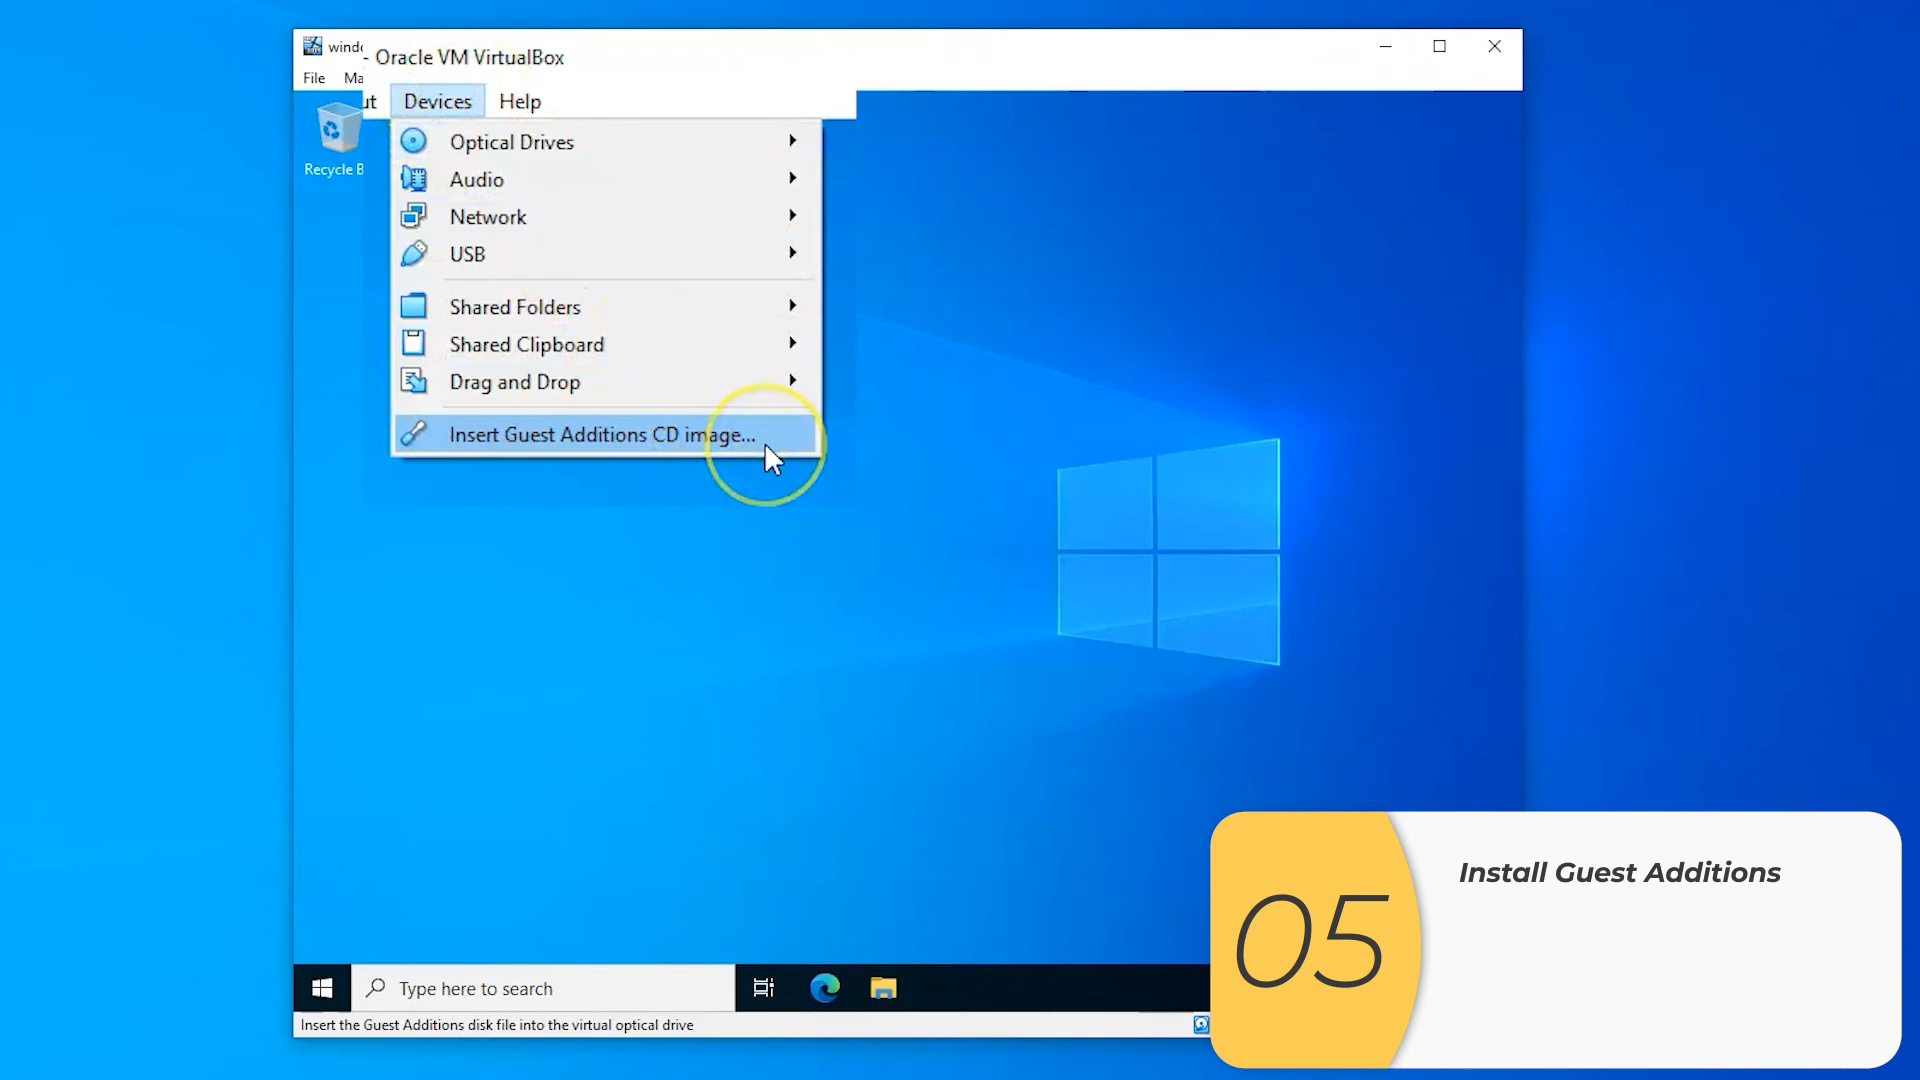 windo
- Oracle VM VirtualBox
File Ma
ut Devices Help
Recycle B
Optical Drives
Audio
Network
USB
Shared Folders
Shared Clipboard
Drag and Drop
Insert Guest Additions CD image...
Install Guest Additions
05
Type here to search
Insert the Guest Additions disk file into the virtual optical drive